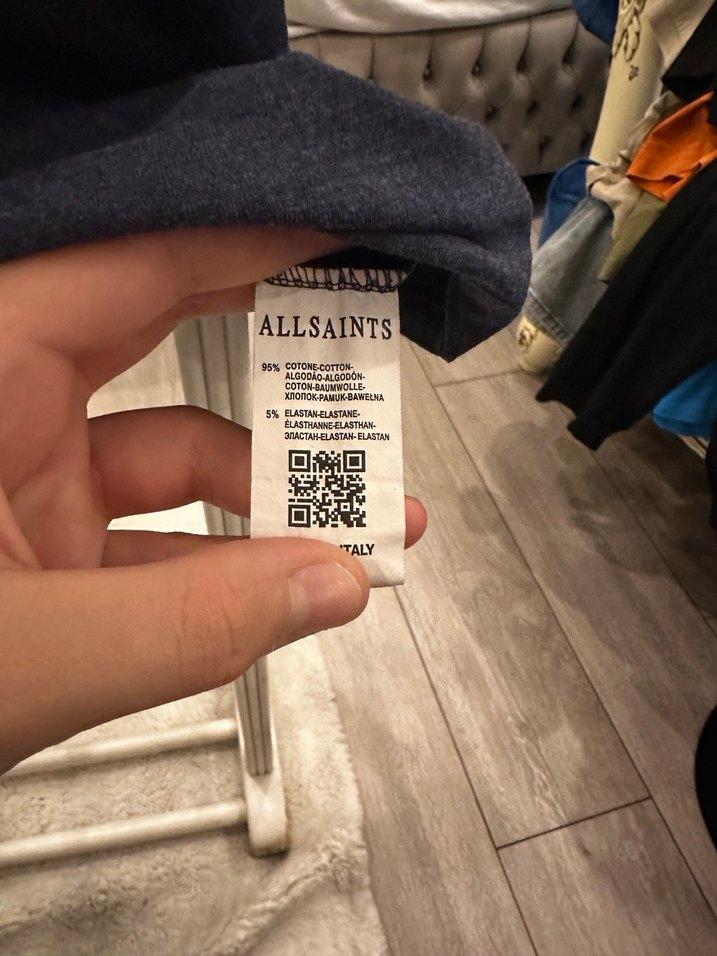 ALLSAINTS
95% COTONE-COTTON-
ALGODÃO-ALGODÓN-
COTON-BAUMWOLLE-
ХЛОПОК-PAMUK-BAWEŁNA
5% ELASTAN-ELASTANE-
ÉLASTHANNE-ELASTHAN-
ЭЛАСТАН-ELASTAN- ELASTAN
ITALY